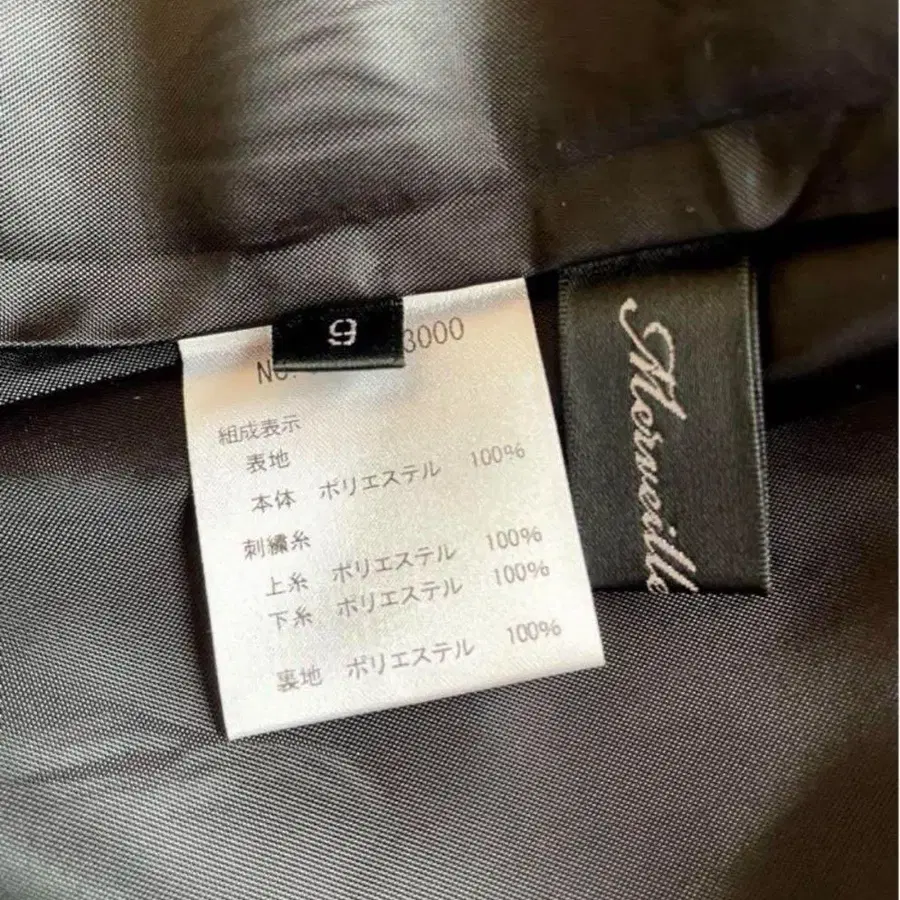 9
NO. 3000
組成表示
表地
本体 ポリエステル 100%
刺繍糸
上糸 ポリエステル 100%
下糸 ポリエステル 100%
裏地 ポリエステル 100%
Merveille